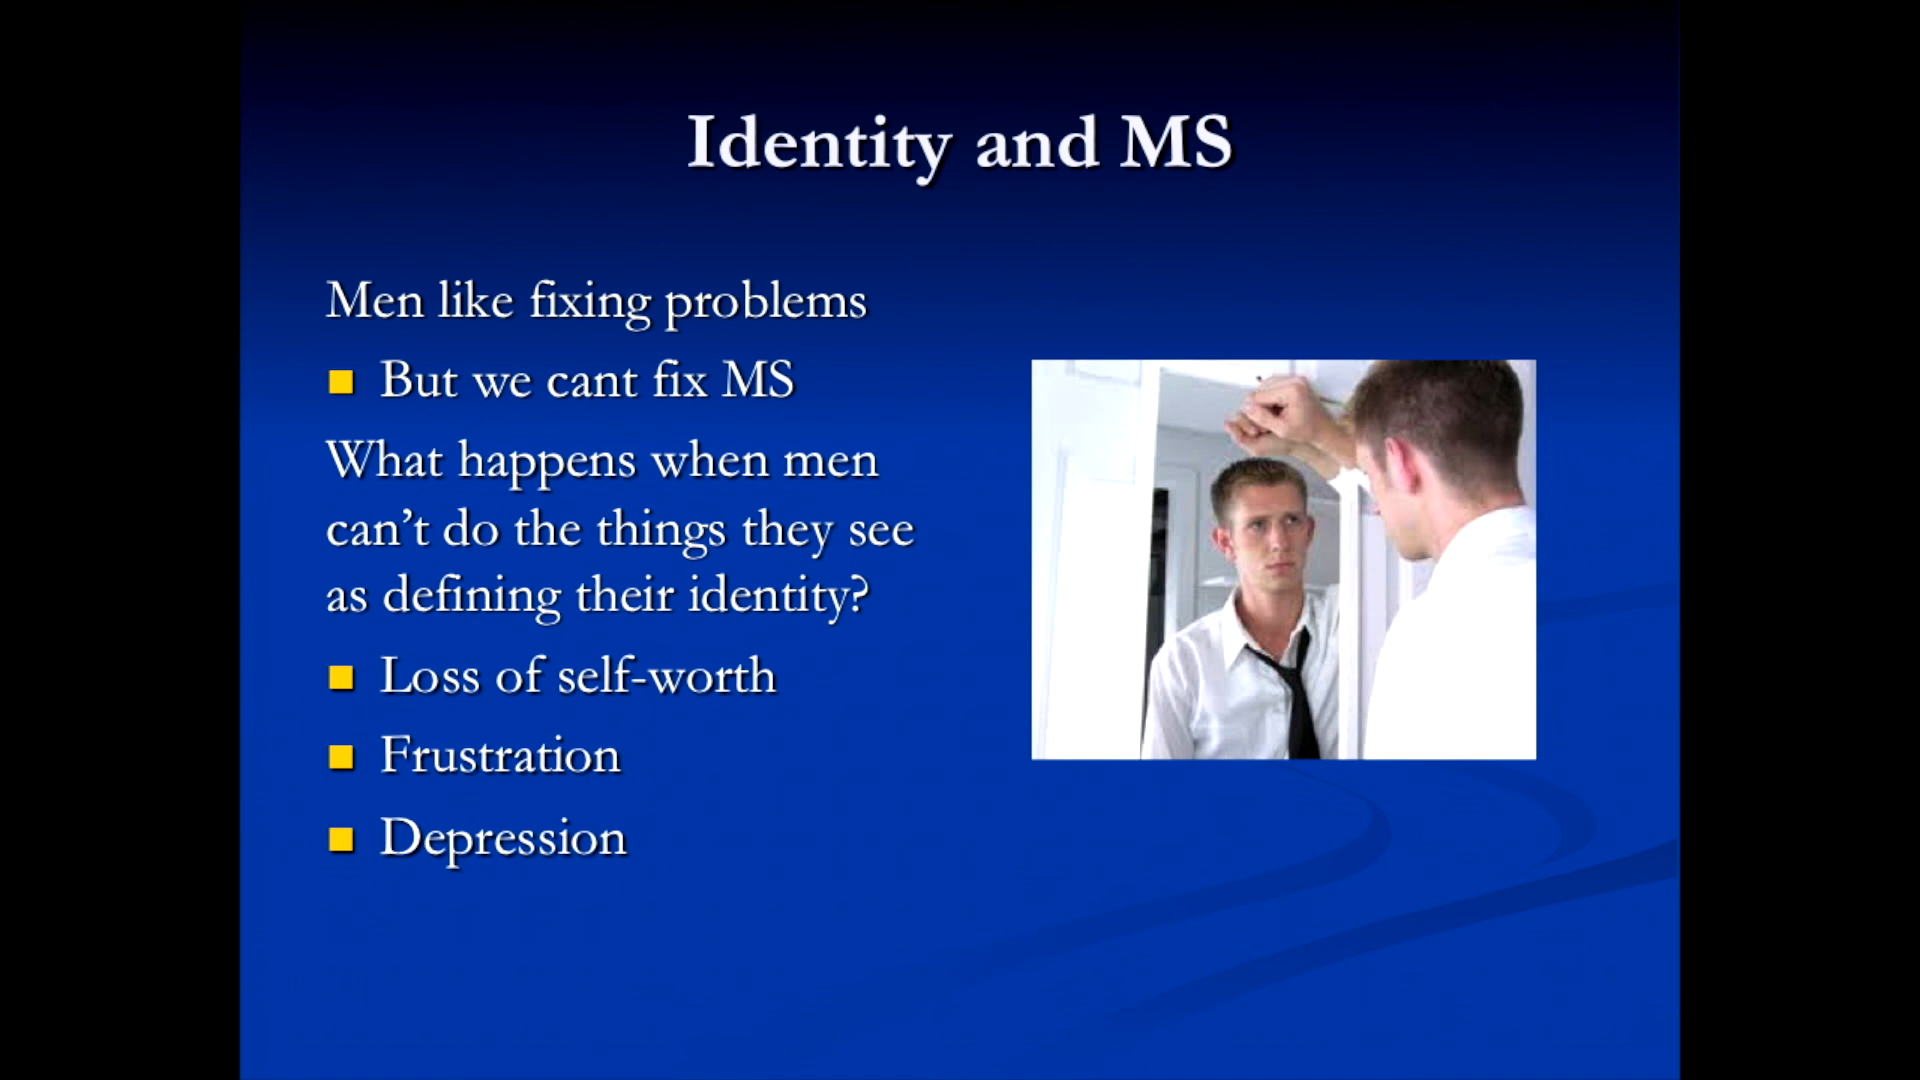 Identity and MS
Men like fixing problems
But we cant fix MS
What happens when men
can’t do the things they see
as defining their identity?
Loss of self-worth
Frustration
Depression